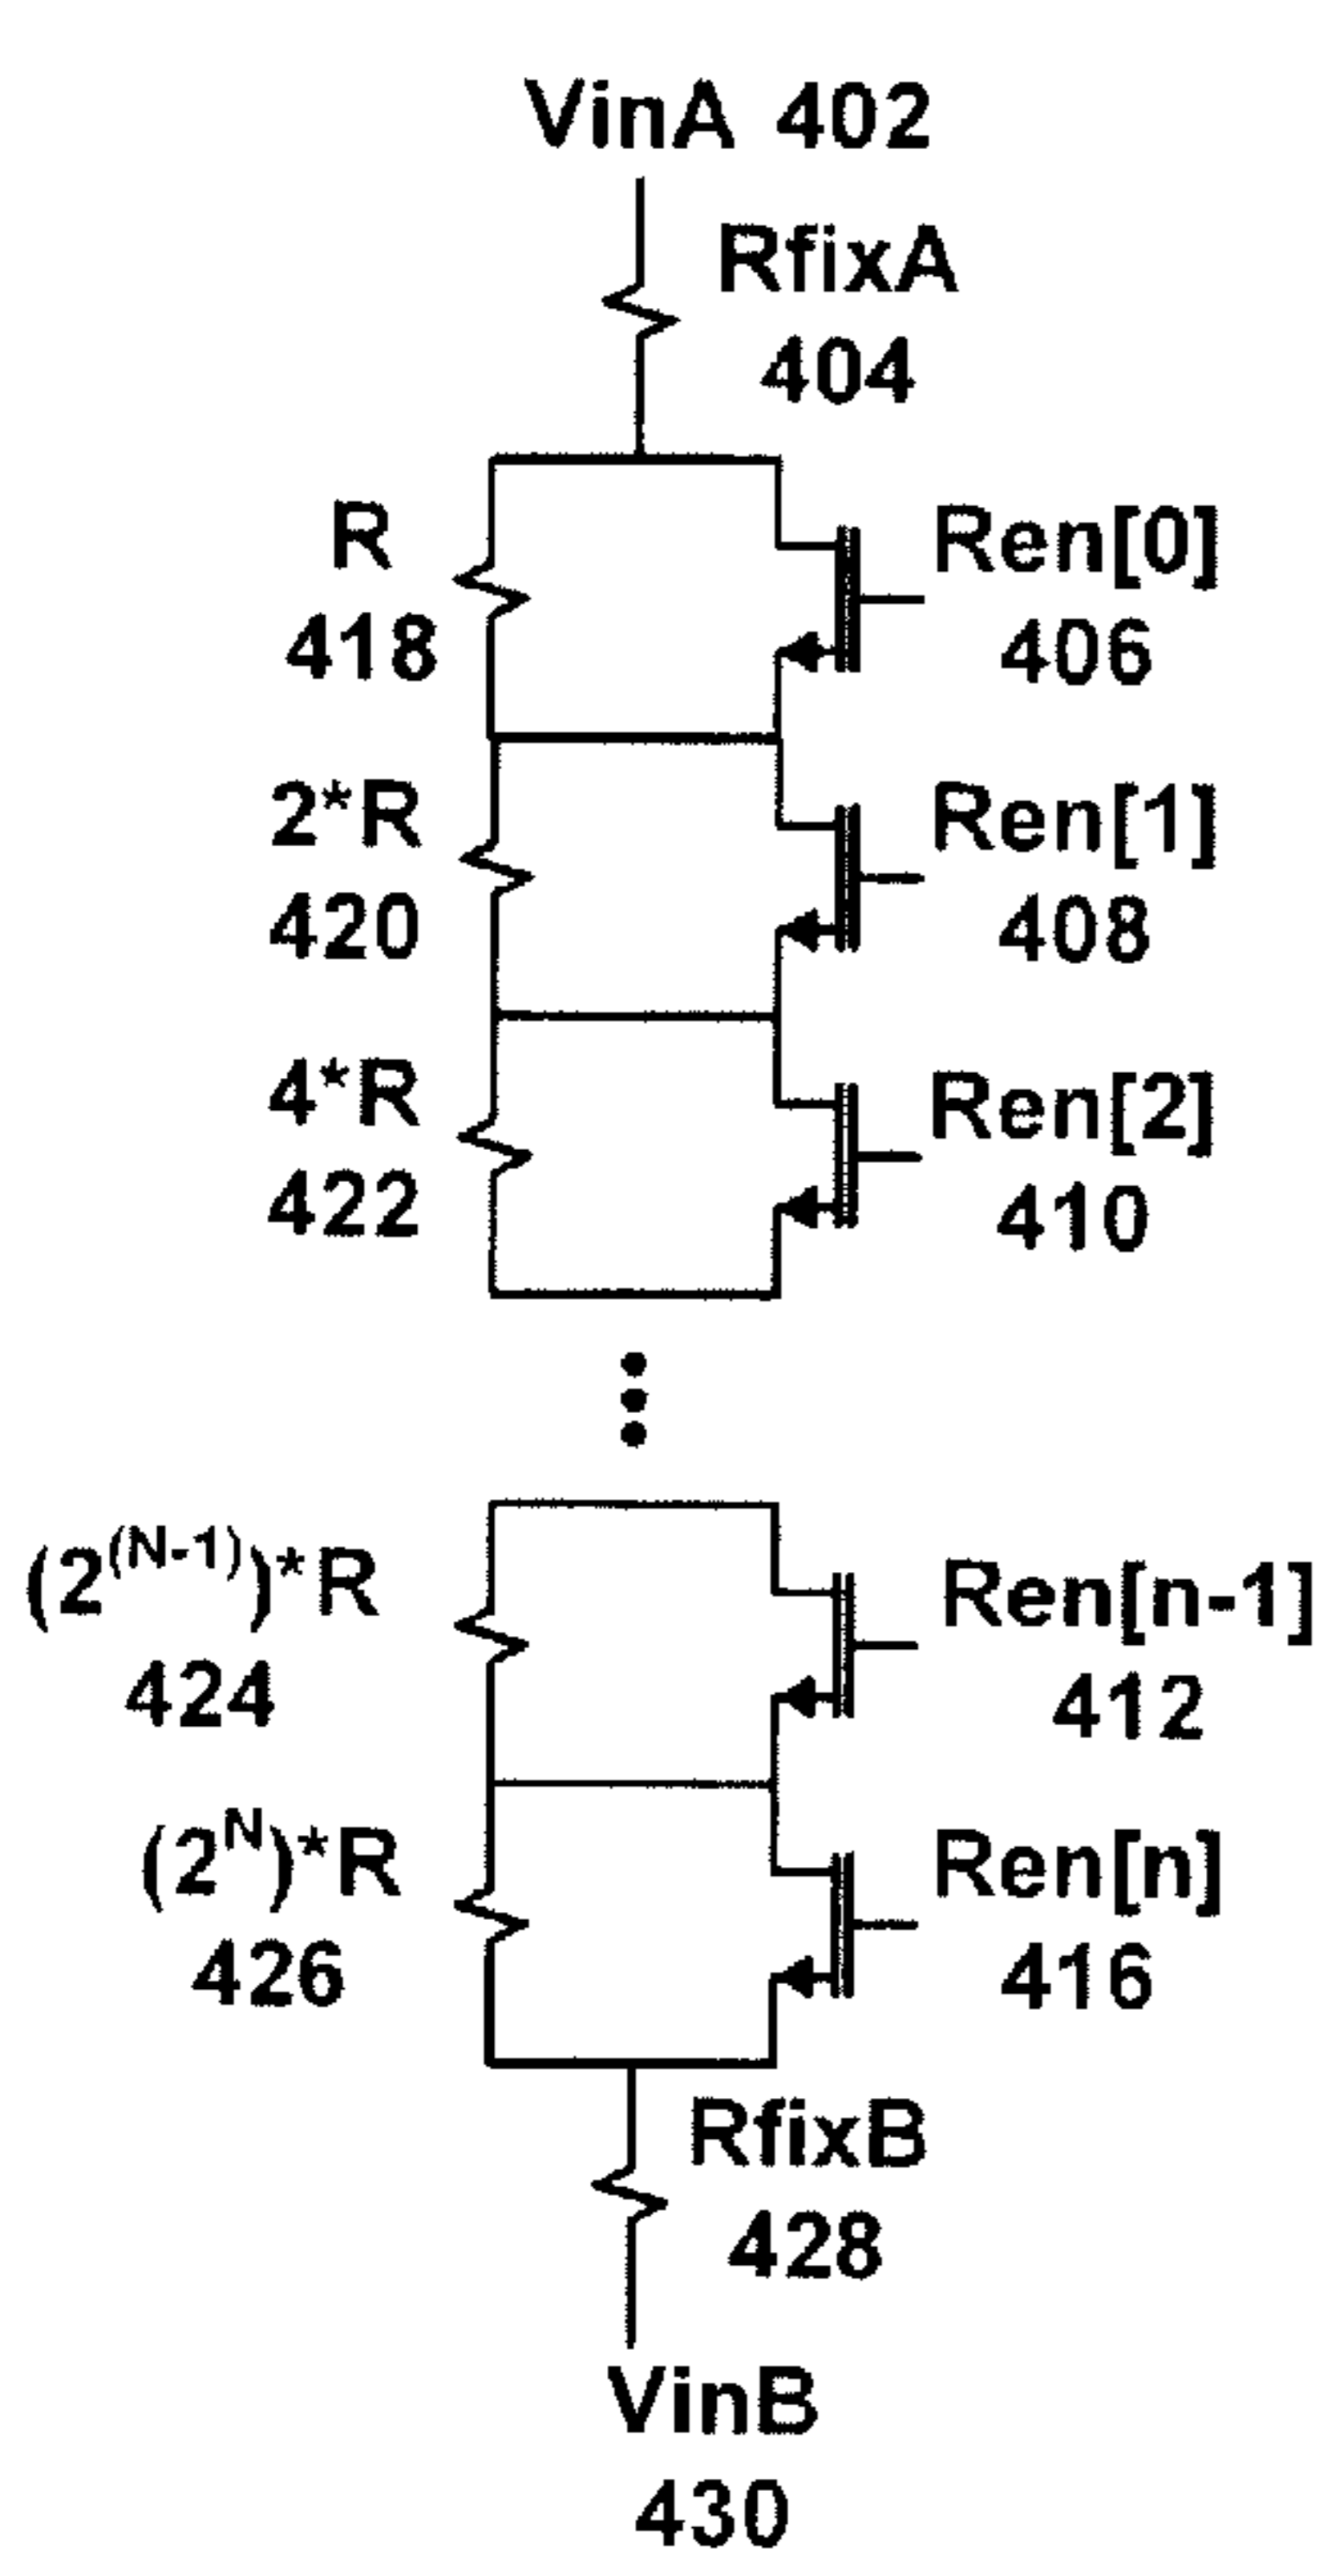 VinA 402
RfixA
404
R
418
Ren[0]
406
2*R
420
Ren[1]
408
4*R
422
Ren[2]
410
(2^(N-1))*R
424
Ren[n-1]
412
(2^N)*R
426
Ren[n]
416
RfixB
428
VinB
430